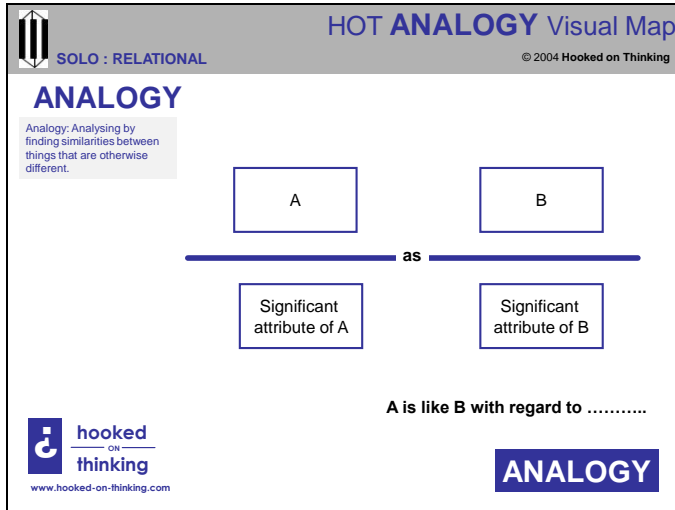 HOT ANALOGY Visual Map
SOLO : RELATIONAL
© 2004 Hooked on Thinking
ANALOGY
Analogy: Analysing by
finding similarities between
things that are otherwise
different.
A
B
as
Significant
attribute of A
Significant
attribute of B
A is like B with regard to ………..
hooked
ON
thinking
www.hooked-on-thinking.com
ANALOGY